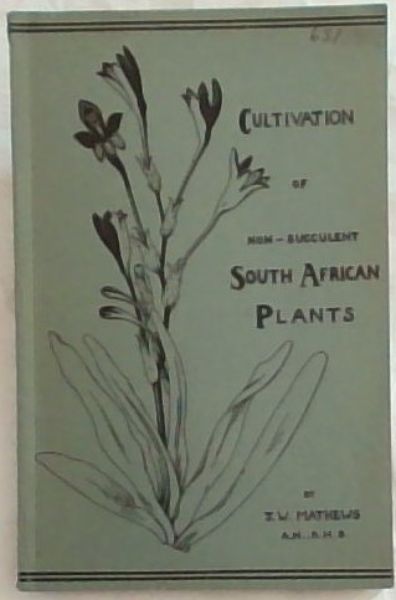 CULTIVATION
OF
NON-SUCCULENT
SOUTH AFRICAN
PLANTS
BY
J. W. MATHEWS
A.H., R.H.S.